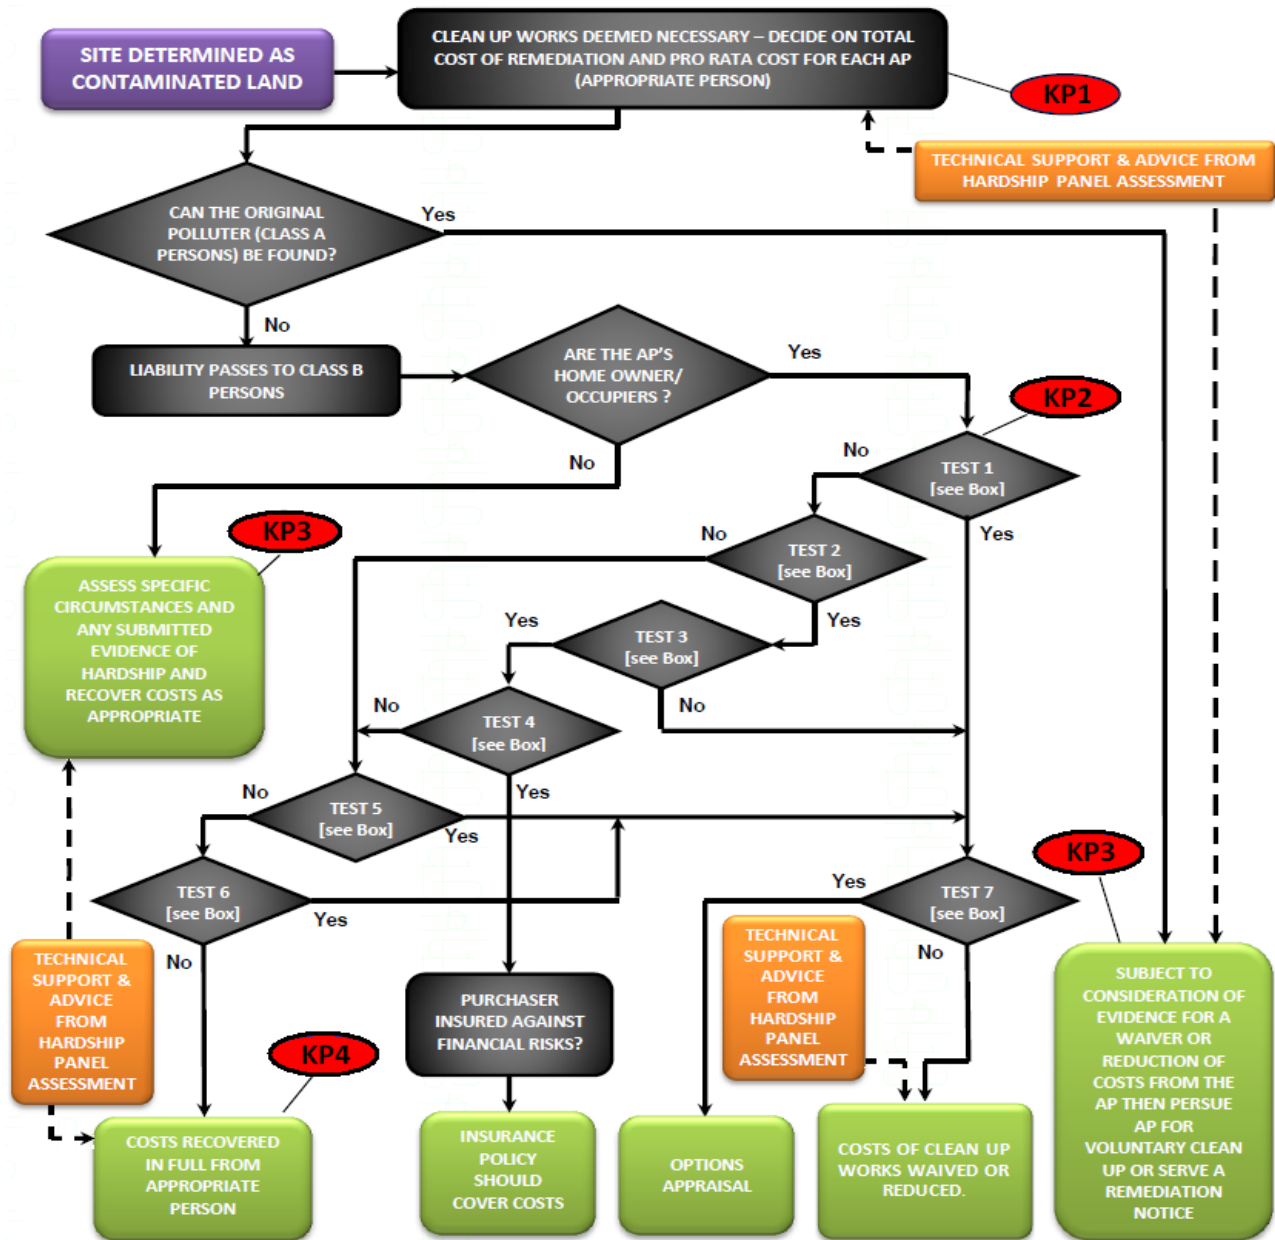 SITE DETERMINED AS
CONTAMINATED LAND
CLEAN UP WORKS DEEMED NECESSARY – DECIDE ON TOTAL
COST OF REMEDIATION AND PRO RATA COST FOR EACH AP
(APPROPRIATE PERSON)
KP1
TECHNICAL SUPPORT & ADVICE FROM
HARDSHIP PANEL ASSESSMENT
CAN THE ORIGINAL
POLLUTER (CLASS A
PERSONS) BE FOUND?
Yes
No
LIABILITY PASSES TO CLASS B
PERSONS
ARE THE AP'S
HOME OWNER/
OCCUPIERS ?
Yes
No
KP2
TEST 1
[see Box]
No
Yes
TEST 2
[see Box]
No
Yes
KP3
ASSESS SPECIFIC
CIRCUMSTANCES AND
ANY SUBMITTED
EVIDENCE OF
HARDSHIP AND
RECOVER COSTS AS
APPROPRIATE
TEST 3
[see Box]
Yes
No
TEST 4
[see Box]
No
Yes
TEST 5
[see Box]
No
Yes
TEST 6
[see Box]
Yes
No
KP3
TEST 7
[see Box]
Yes
No
TECHNICAL
SUPPORT &
ADVICE
FROM
HARDSHIP
PANEL
ASSESSMENT
KP4
PURCHASER
INSURED AGAINST
FINANCIAL RISKS?
TECHNICAL
SUPPORT &
ADVICE
FROM
HARDSHIP
PANEL
ASSESSMENT
COSTS RECOVERED
IN FULL FROM
APPROPRIATE
PERSON
INSURANCE
POLICY
SHOULD
COVER COSTS
OPTIONS
APPRAISAL
COSTS OF CLEAN UP
WORKS WAIVED OR
REDUCED.
SUBJECT TO
CONSIDERATION OF
EVIDENCE FOR A
WAIVER OR
REDUCTION OF
COSTS FROM THE
AP THEN PERSUE
AP FOR
VOLUNTARY CLEAN
UP OR SERVE A
REMEDIATION
NOTICE